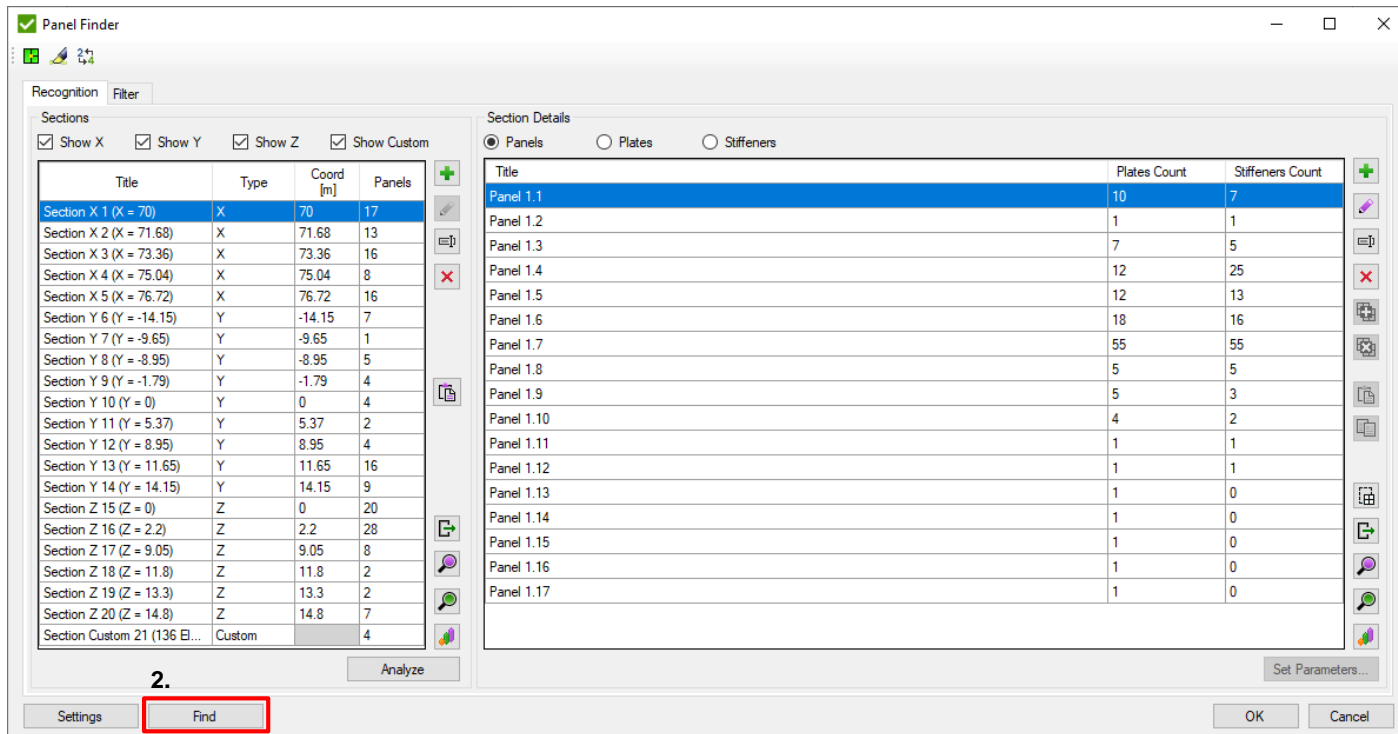 Panel Finder
Recognition Filter
Sections
Show X Show Y Show Z Show Custom
Title Type Coord [m] Panels
Section X 1 (X = 70) X 70 17
Section X 2 (X = 71.68) X 71.68 13
Section X 3 (X = 73.36) X 73.36 16
Section X 4 (X = 75.04) X 75.04 8
Section X 5 (X = 76.72) X 76.72 16
Section Y 6 (Y = -14.15) Y -14.15 7
Section Y 7 (Y = -9.65) Y -9.65 1
Section Y 8 (Y = -8.95) Y -8.95 5
Section Y 9 (Y = -1.79) Y -1.79 4
Section Y 10 (Y = 0) Y 0 4
Section Y 11 (Y = 5.37) Y 5.37 2
Section Y 12 (Y = 8.95) Y 8.95 4
Section Y 13 (Y = 11.65) Y 11.65 16
Section Y 14 (Y = 14.15) Y 14.15 9
Section Z 15 (Z = 0) Z 0 20
Section Z 16 (Z = 2.2) Z 2.2 28
Section Z 17 (Z = 9.05) Z 9.05 8
Section Z 18 (Z = 11.8) Z 11.8 2
Section Z 19 (Z = 13.3) Z 13.3 2
Section Z 20 (Z = 14.8) Z 14.8 7
Section Custom 21 (136 El... Custom 4
Analyze
Section Details
Panels Plates Stiffeners
Title Plates Count Stiffeners Count
Panel 1.1 10 7
Panel 1.2 1 1
Panel 1.3 7 5
Panel 1.4 12 25
Panel 1.5 12 13
Panel 1.6 18 16
Panel 1.7 55 55
Panel 1.8 5 5
Panel 1.9 5 3
Panel 1.10 4 2
Panel 1.11 1 1
Panel 1.12 1 1
Panel 1.13 1 0
Panel 1.14 1 0
Panel 1.15 1 0
Panel 1.16 1 0
Panel 1.17 1 0
Set Parameters...
2.
Settings Find OK Cancel